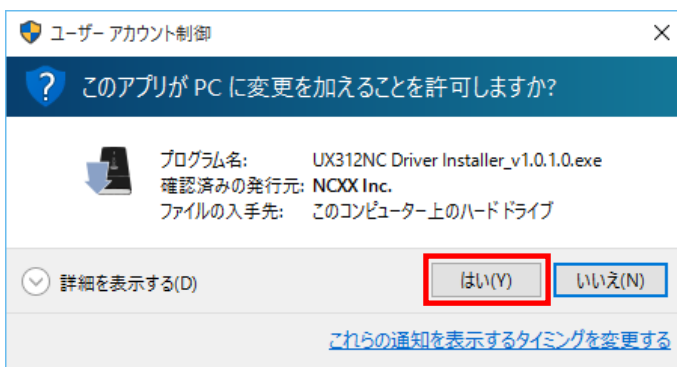 ユーザー アカウント制御
このアプリが PC に変更を加えることを許可しますか?
プログラム名: UX312NC Driver Installer_v1.0.1.0.exe
確認済みの発行元: NCXX Inc.
ファイルの入手先: このコンピューター上のハード ドライブ
詳細を表示する(D)
はい(Y)
いいえ(N)
これらの通知を表示するタイミングを変更する